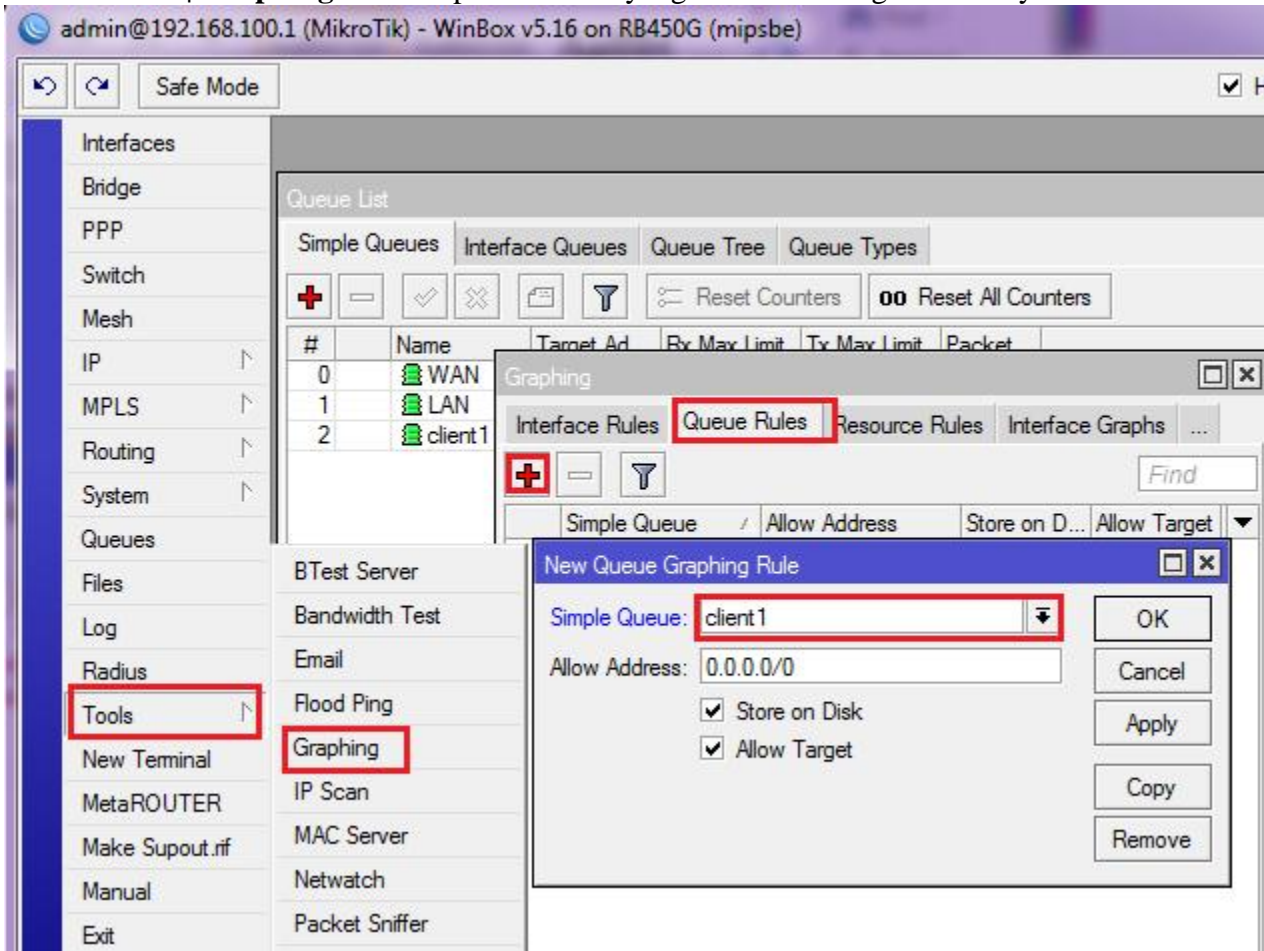 admin@192.168.100.1 (MikroTik) - WinBox v5.16 on RB450G (mipsbe)
Safe Mode
Interfaces
Bridge
PPP
Switch
Mesh
IP
MPLS
Routing
System
Queues
Files
Log
Radius
Tools
New Terminal
MetaROUTER
Make Supout.rif
Manual
Exit
Queue List
Simple Queues Interface Queues Queue Tree Queue Types
Reset Counters 00 Reset All Counters
# Name Target Ad... Rx Max Limit Tx Max Limit Packet
0 WAN
1 LAN
2 client1
BTest Server
Bandwidth Test
Email
Flood Ping
Graphing
IP Scan
MAC Server
Netwatch
Packet Sniffer
Graphing
Interface Rules Queue Rules Resource Rules Interface Graphs ...
Find
Simple Queue / Allow Address Store on D... Allow Target
New Queue Graphing Rule
Simple Queue: client1
Allow Address: 0.0.0.0/0
Store on Disk
Allow Target
OK
Cancel
Apply
Copy
Remove